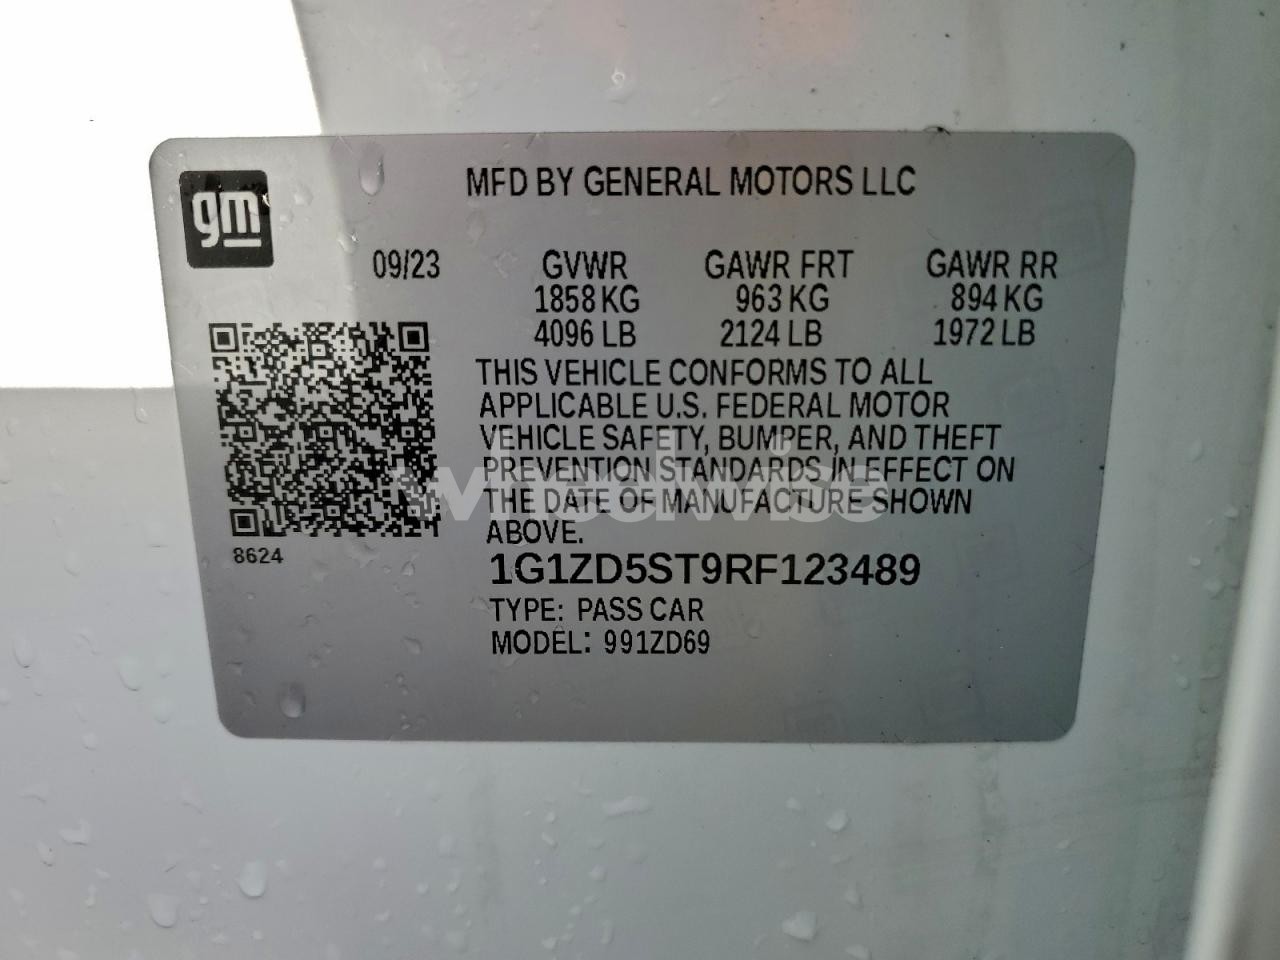 gm
MFD BY GENERAL MOTORS LLC
09/23 GVWR GAWR FRT GAWR RR
1858 KG 963 KG 894 KG
4096 LB 2124 LB 1972 LB
THIS VEHICLE CONFORMS TO ALL
APPLICABLE U.S. FEDERAL MOTOR
VEHICLE SAFETY, BUMPER, AND THEFT
PREVENTION STANDARDS IN EFFECT ON
THE DATE OF MANUFACTURE SHOWN
ABOVE.
wheelwise
8624
1G1ZD5ST9RF123489
TYPE: PASS CAR
MODEL: 991ZD69